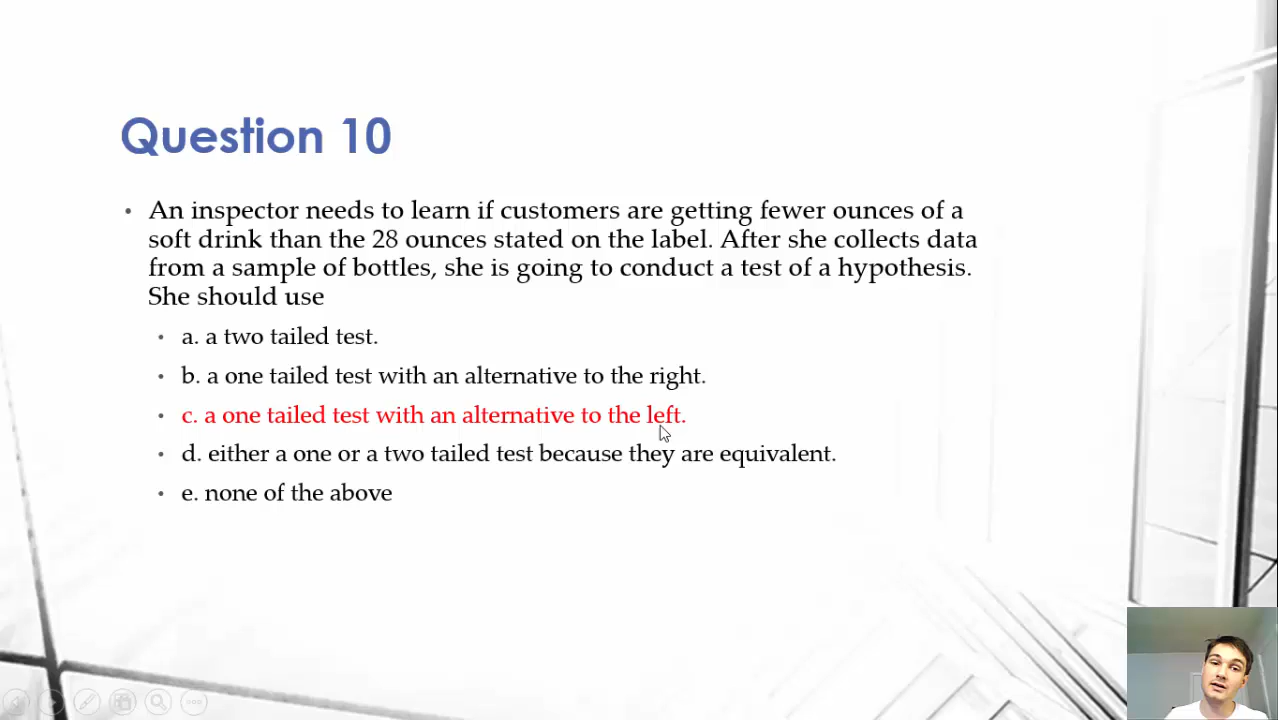 Question 10
• An inspector needs to learn if customers are getting fewer ounces of a
soft drink than the 28 ounces stated on the label. After she collects data
from a sample of bottles, she is going to conduct a test of a hypothesis.
She should use
• a. a two tailed test.
• b. a one tailed test with an alternative to the right.
• c. a one tailed test with an alternative to the left.
• d. either a one or a two tailed test because they are equivalent.
• e. none of the above